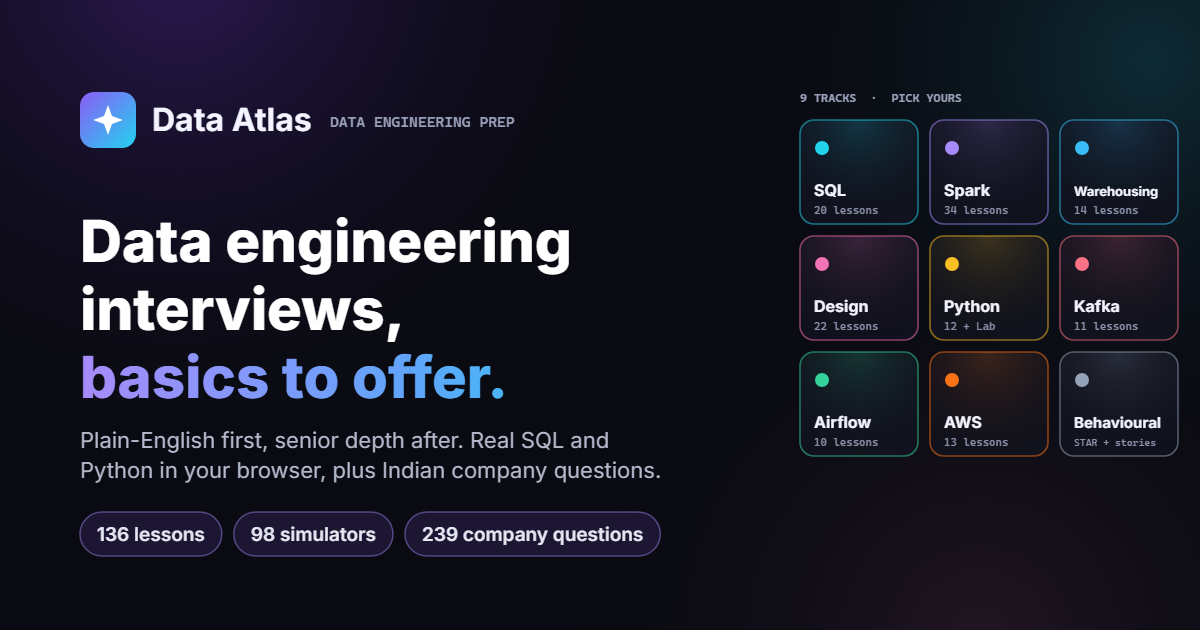 Data Atlas DATA ENGINEERING PREP
Data engineering
interviews,
basics to offer.
Plain-English first, senior depth after. Real SQL and
Python in your browser, plus Indian company questions.
136 lessons 98 simulators 239 company questions
9 TRACKS · PICK YOURS
SQL
20 lessons
Spark
34 lessons
Warehousing
14 lessons
Design
22 lessons
Python
12 + Lab
Kafka
11 lessons
Airflow
10 lessons
AWS
13 lessons
Behavioural
STAR + stories